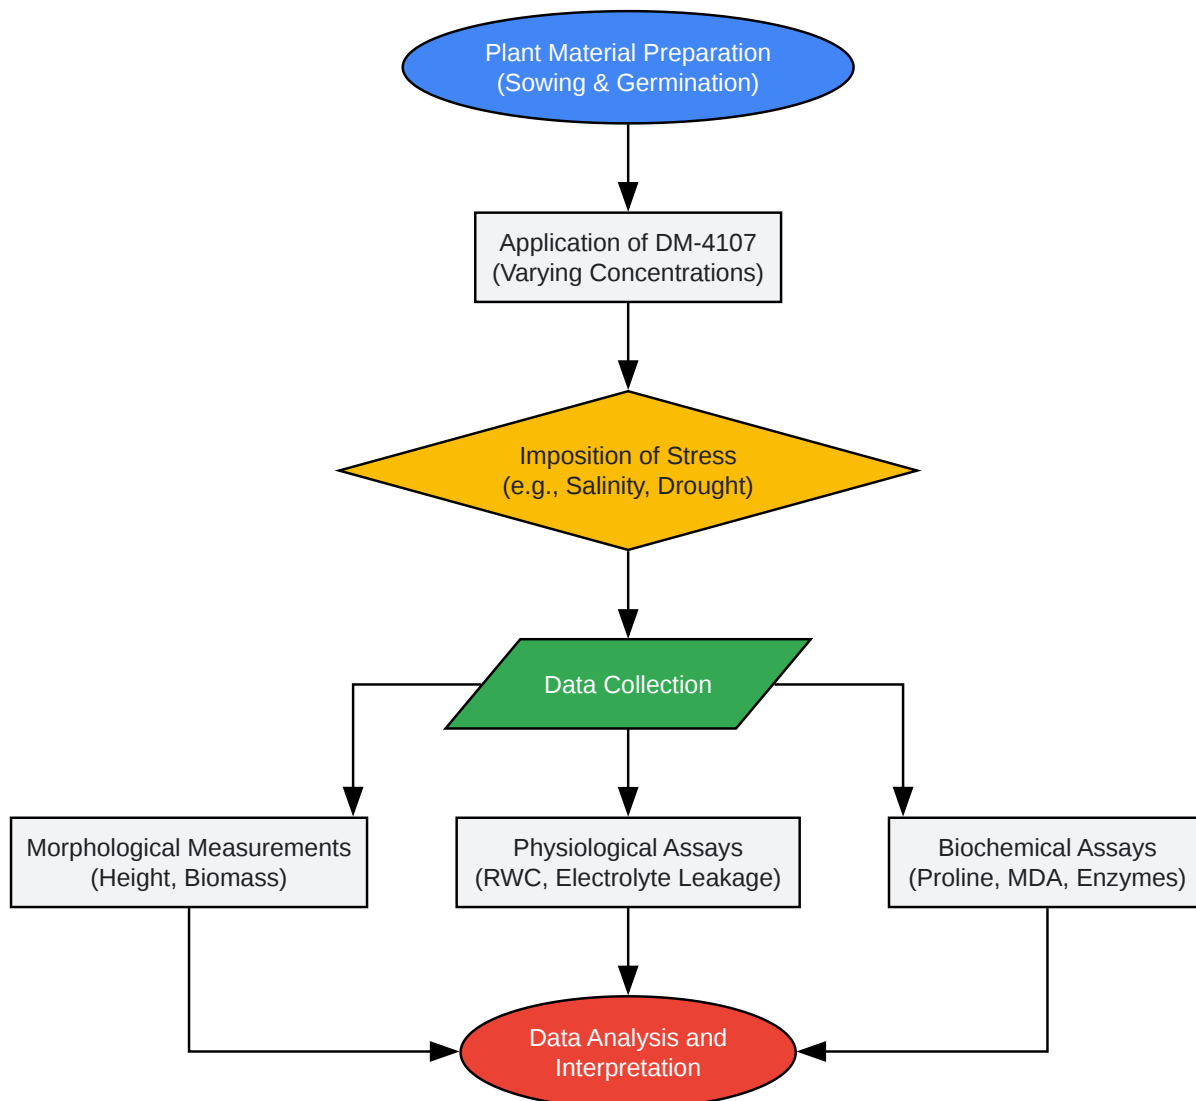 Plant Material Preparation
(Sowing & Germination)
Application of DM-4107
(Varying Concentrations)
Imposition of Stress
(e.g., Salinity, Drought)
Data Collection
Morphological Measurements
(Height, Biomass)
Physiological Assays
(RWC, Electrolyte Leakage)
Biochemical Assays
(Proline, MDA, Enzymes)
Data Analysis and
Interpretation